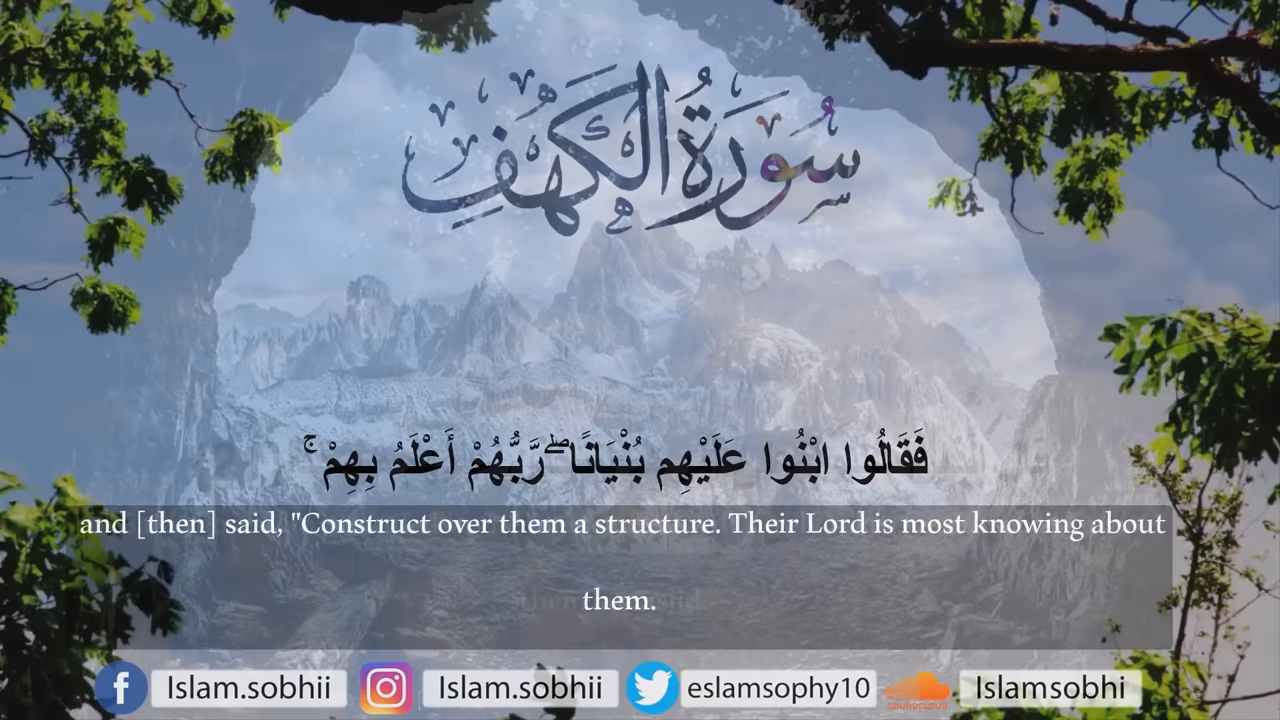 سُورَةُ الْكَهْفِ
فَقَالُوا ابْنُوا عَلَيْهِم بُنْيَانًا ۖ رَّبُّهُمْ أَعْلَمُ بِهِمْ ۚ
and [then] said, "Construct over them a structure. Their Lord is most knowing about
them.
Islam.sobhii Islam.sobhii eslamsophy10 Islamsobhi
SOUNDCLOUD